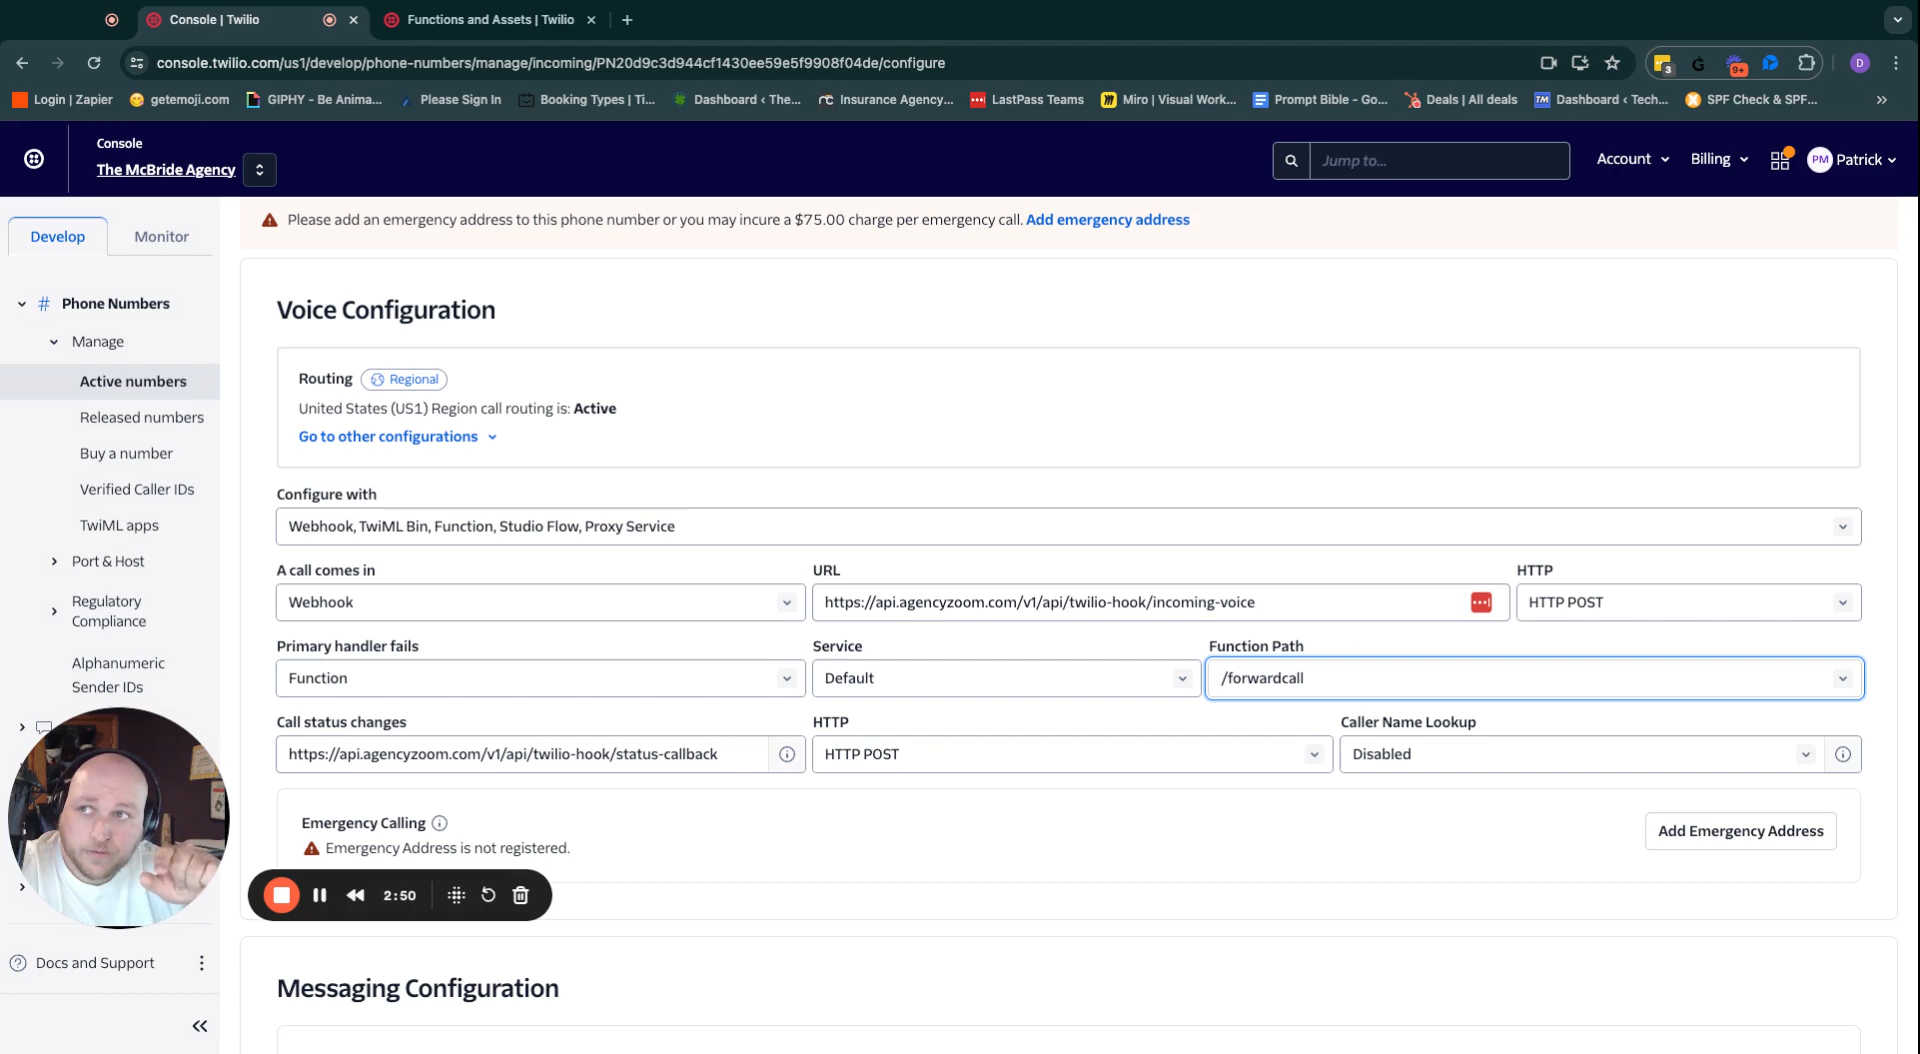 Console | Twilio
Functions and Assets | Twilio
console.twilio.com/us1/develop/phone-numbers/manage/incoming/PN20d9c3d944cf1430ee59e5f9908f04de/configure
3
9+
D
Login | Zapier
getemoji.com
GIPHY - Be Anima...
Please Sign In
Booking Types | Ti...
Dashboard ‹ The...
Insurance Agency...
LastPass Teams
Miro | Visual Work...
Prompt Bible - Go...
Deals | All deals
TM Dashboard ‹ Tech...
SPF Check & SPF...
Console
The McBride Agency
Jump to...
Account
Billing
PM Patrick
Please add an emergency address to this phone number or you may incure a $75.00 charge per emergency call. Add emergency address
Develop
Monitor
# Phone Numbers
Manage
Active numbers
Released numbers
Buy a number
Verified Caller IDs
TwiML apps
Port & Host
Regulatory
Compliance
Alphanumeric
Sender IDs
Docs and Support
Voice Configuration
Routing Regional
United States (US1) Region call routing is: Active
Go to other configurations
Configure with
Webhook, TwiML Bin, Function, Studio Flow, Proxy Service
A call comes in
URL
HTTP
Webhook
https://api.agencyzoom.com/v1/api/twilio-hook/incoming-voice
HTTP POST
Primary handler fails
Service
Function Path
Function
Default
/forwardcall
Call status changes
HTTP
Caller Name Lookup
https://api.agencyzoom.com/v1/api/twilio-hook/status-callback
HTTP POST
Disabled
Emergency Calling
Emergency Address is not registered.
Add Emergency Address
2:50
Messaging Configuration